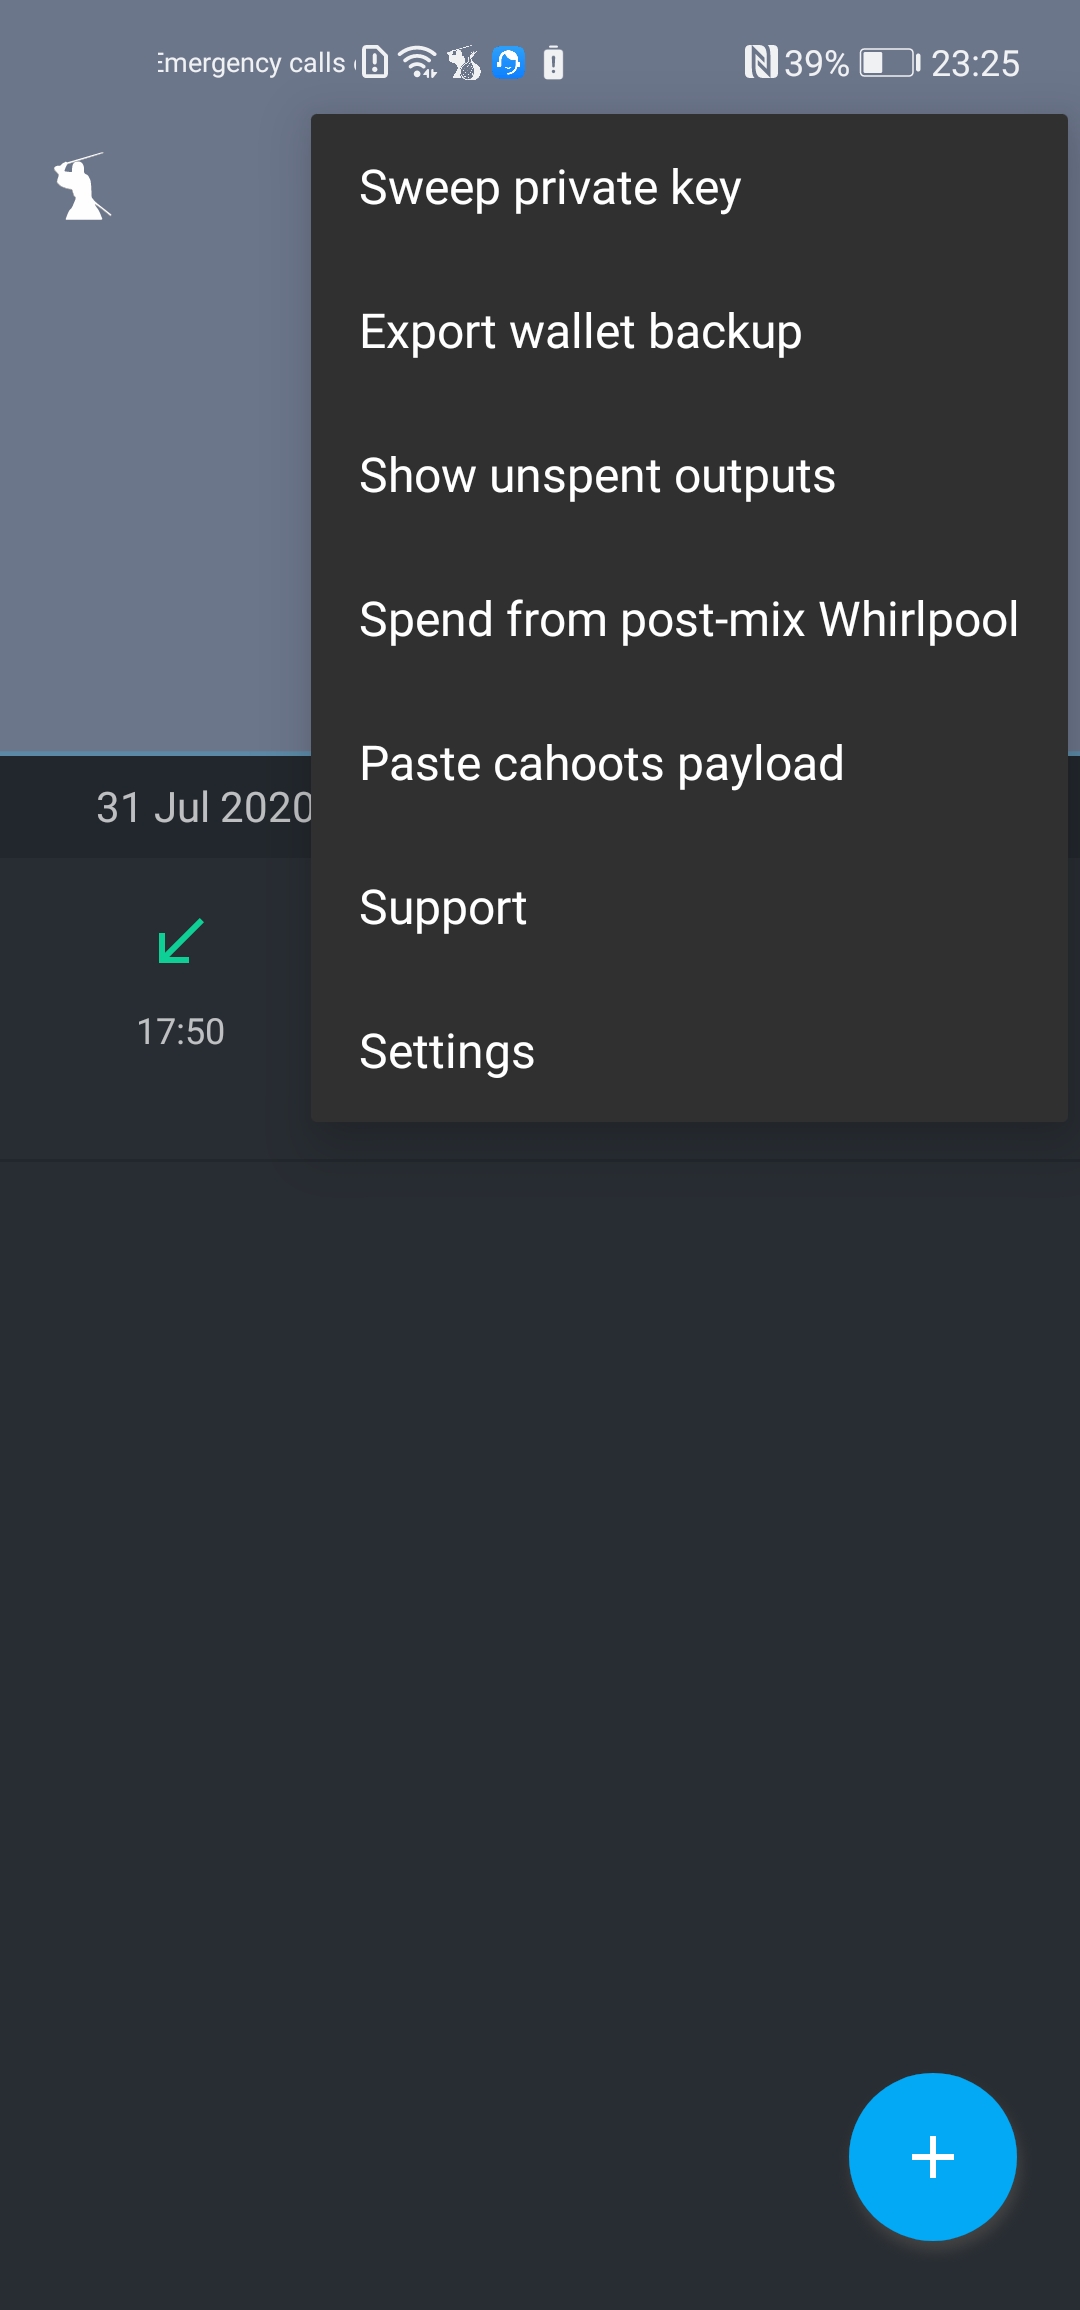 Emergency calls
39%
23:25
Sweep private key
Export wallet backup
Show unspent outputs
Spend from post-mix Whirlpool
Paste cahoots payload
31 Jul 2020
Support
17:50
Settings